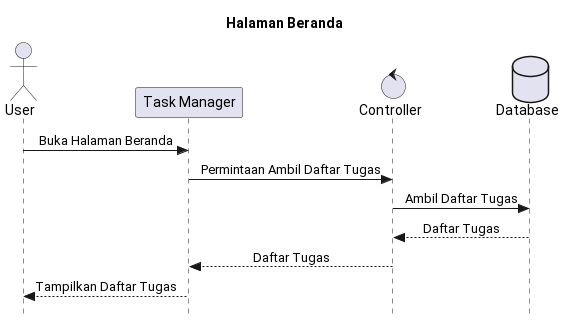 Halaman Beranda
User
Task Manager
Controller
Database
Buka Halaman Beranda
Permintaan Ambil Daftar Tugas
Ambil Daftar Tugas
Daftar Tugas
Daftar Tugas
Tampilkan Daftar Tugas